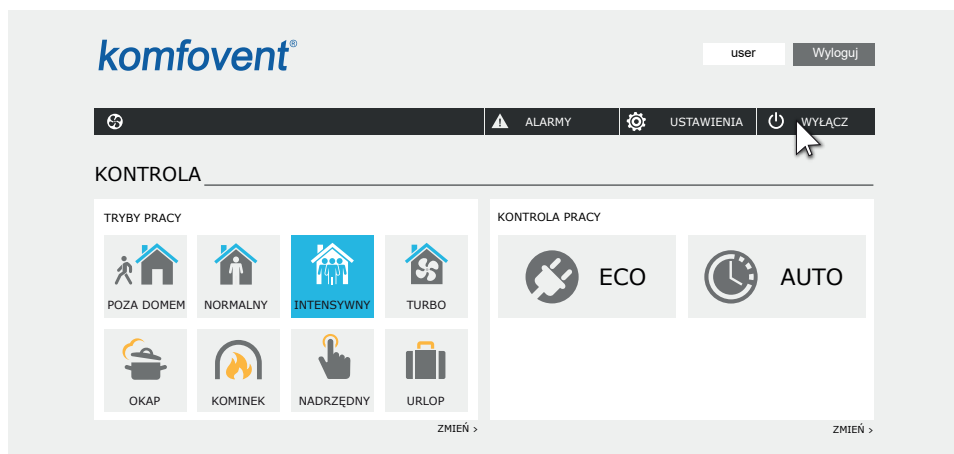 komfovent®
user Wyloguj
ALARMY USTAWIENIA WYŁĄCZ
KONTROLA
TRYBY PRACY
POZA DOMEM NORMALNY INTENSYWNY TURBO
OKAP KOMINEK NADRZĘDNY URLOP
ZMIEŃ >
KONTROLA PRACY
ECO AUTO
ZMIEŃ >